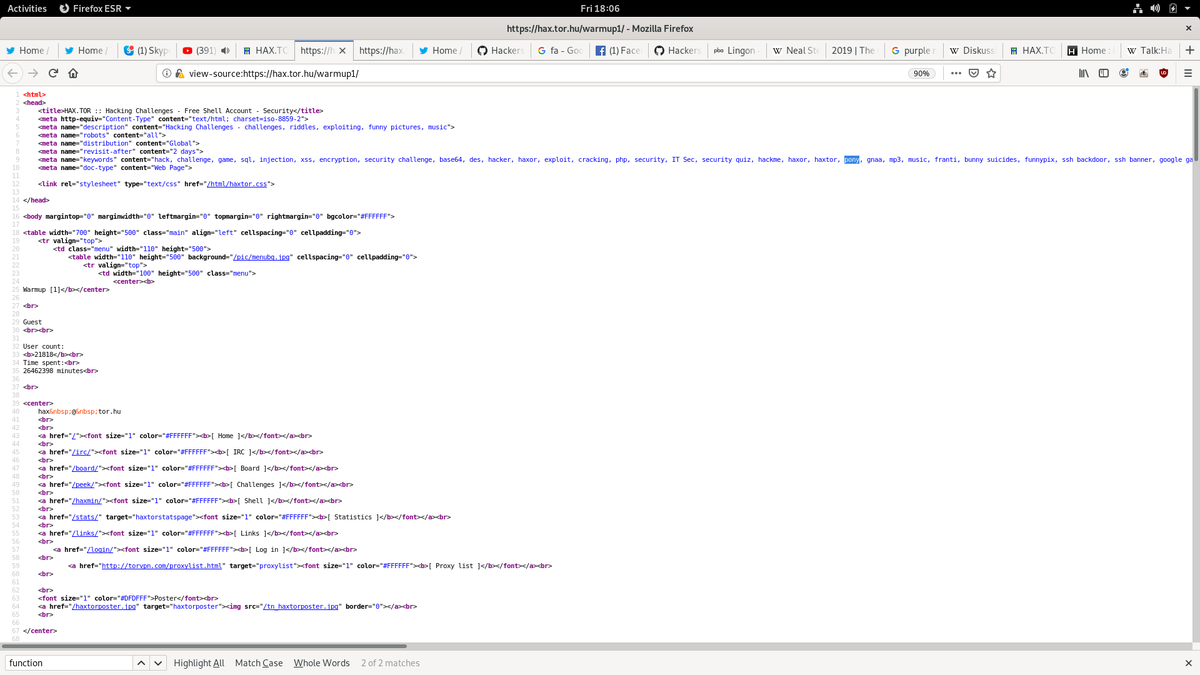 Activities Firefox ESR Fri 18:06
https://hax.tor.hu/warmup1/ - Mozilla Firefox
Home / Home / (1) Skyp (391) HAX.TO https://h https://hax. Home / Hackers fa - Goo (1) Face Hackers Lingon W Neal St 2019 | The purple r W Discuss HAX.TO Home : W Talk:Ha
view-source:https://hax.tor.hu/warmup1/ 90%
1 <html>
2 <head>
3 <title>HAX.TOR :: Hacking Challenges - Free Shell Account - Security</title>
4 <meta http-equiv="Content-Type" content="text/html; charset=iso-8859-2">
5 <meta name="description" content="Hacking Challenges - challenges, riddles, exploiting, funny pictures, music">
6 <meta name="robots" content="all">
7 <meta name="distribution" content="Global">
8 <meta name="revisit-after" content="2 days">
9 <meta name="keywords" content="hack, challenge, game, sql, injection, xss, encryption, security challenge, base64, des, hacker, haxor, exploit, cracking, php, security, IT Sec, security quiz, hackme, haxor, haxtor, pony, gnaa, mp3, music, franti, bunny suicides, funnypix, ssh backdoor, ssh banner, google ga
10 <meta name="doc-type" content="Web Page">
11
12 <link rel="stylesheet" type="text/css" href="/html/haxtor.css">
13
14 </head>
15
16 <body margintop="0" marginwidth="0" leftmargin="0" topmargin="0" rightmargin="0" bgcolor="#FFFFFF">
17
18 <table width="700" height="500" class="main" align="left" cellspacing="0" cellpadding="0">
19 <tr valign="top">
20 <td class="menu" width="110" height="500">
21 <table width="110" height="500" background="/pic/menubg.jpg" cellspacing="0" cellpadding="0">
22 <tr valign="top">
23 <td width="100" height="500" class="menu">
24 <center><b>
25 Warmup [1]</b></center>
26
27 <br>
28
29 Guest
30 <br><br>
31
32 User count:
33 <b>21818</b><br>
34 Time spent:<br>
35 26462398 minutes<br>
36
37 <br>
38
39 <center>
40 hax&nbsp;@&nbsp;tor.hu
41 <br>
42 <br>
43 <a href="/"><font size="1" color="#FFFFFF"><b>[ Home ]</b></font></a><br>
44 <br>
45 <a href="/irc/"><font size="1" color="#FFFFFF"><b>[ IRC ]</b></font></a><br>
46 <br>
47 <a href="/board/"><font size="1" color="#FFFFFF"><b>[ Board ]</b></font></a><br>
48 <br>
49 <a href="/peek/"><font size="1" color="#FFFFFF"><b>[ Challenges ]</b></font></a><br>
50 <br>
51 <a href="/haxmin/"><font size="1" color="#FFFFFF"><b>[ Shell ]</b></font></a><br>
52 <br>
53 <a href="/stats/" target="haxtorstatspage"><font size="1" color="#FFFFFF"><b>[ Statistics ]</b></font></a><br>
54 <br>
55 <a href="/links/"><font size="1" color="#FFFFFF"><b>[ Links ]</b></font></a><br>
56 <br>
57 <a href="/login/"><font size="1" color="#FFFFFF"><b>[ Log in ]</b></font></a><br>
58 <br>
59 <a href="http://torvpn.com/proxylist.html" target="proxylist"><font size="1" color="#FFFFFF"><b>[ Proxy list ]</b></font></a><br>
60 <br>
61
62 <br>
63 <font size="1" color="#DFDFFF">Poster</font><br>
64 <a href="/haxtorposter.jpg" target="haxtorposter"><img src="/tn_haxtorposter.jpg" border="0"></a><br>
65 <br>
66
67 </center>
68
function Highlight All Match Case Whole Words 2 of 2 matches